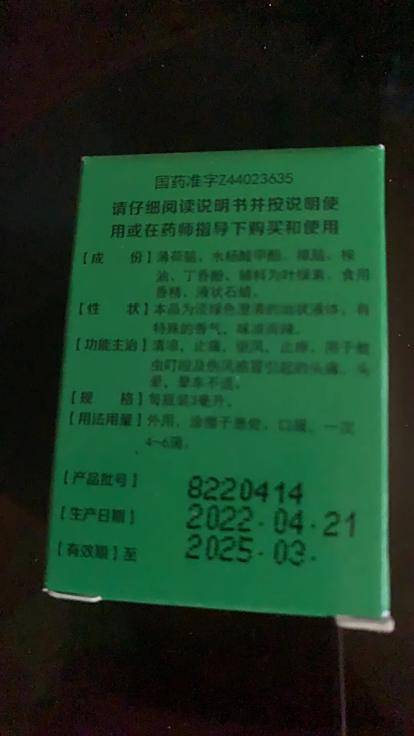 国药准字Z44023635
请仔细阅读说明书并按说明使
用或在药师指导下购买和使用
【成 份】薄荷脑、水杨酸甲酯、樟脑、桉
油、丁香酚、辅料为叶绿素、食用
香精、液状石蜡。
【性 状】本品为淡绿色澄清的油状液体，有
特殊的香气，味凉而辣。
【功能主治】清凉，止痛，驱风，止痒。用于蚊
虫叮咬及伤风感冒引起的头痛，头
晕，晕车不适。
【规 格】每瓶装3毫升。
【用法用量】外用，涂擦于患处。口服，一次
4~6滴。
【产品批号】 8220414
【生产日期】 2022.04.21
【有效期】至 2025.03.